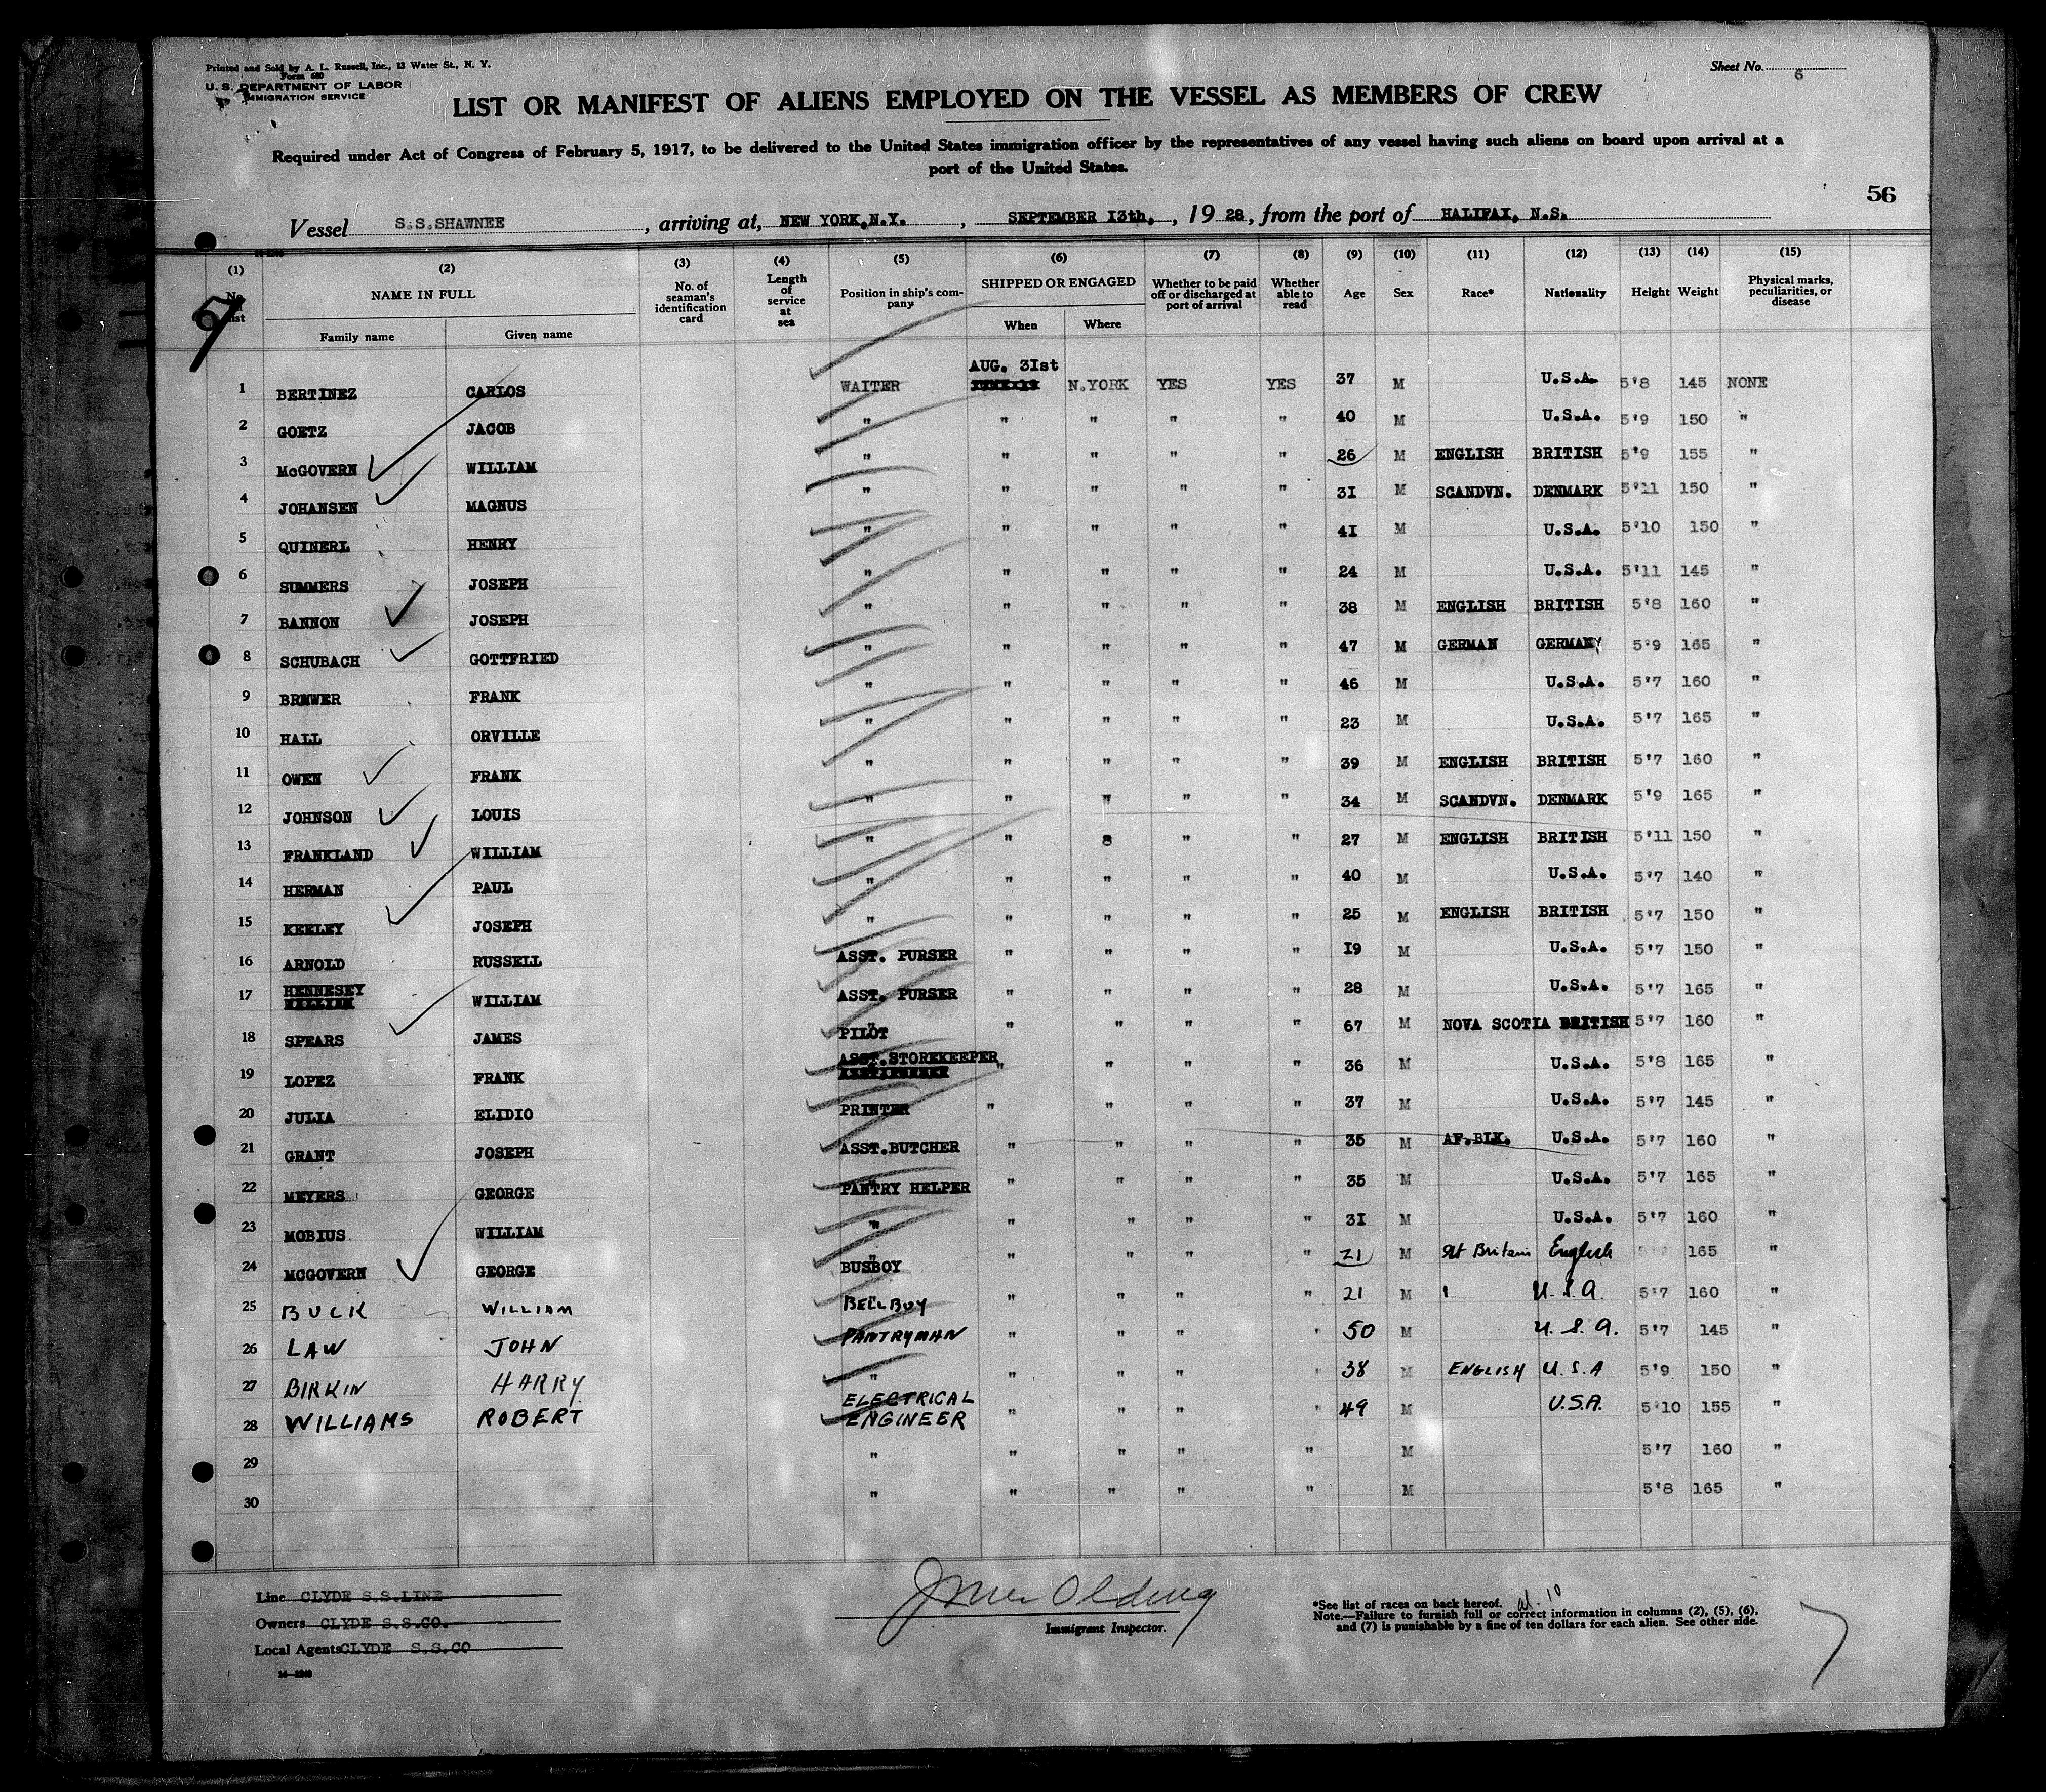 Printed and Sold by A. L. Russell, Inc., 13 Water St., N. Y.
Form 680
U. S. DEPARTMENT OF LABOR
IMMIGRATION SERVICE
Sheet No. 6
LIST OR MANIFEST OF ALIENS EMPLOYED ON THE VESSEL AS MEMBERS OF CREW
Required under Act of Congress of February 5, 1917, to be delivered to the United States immigration officer by the representatives of any vessel having such aliens on board upon arrival at a
port of the United States.
56
Vessel S.S.SHAWNEE, arriving at, NEW YORK,N.Y., SEPTEMBER I3th., 19 28, from the port of HALIFAX, N.S.
(1) (2) (3) (4) (5) (6) (7) (8) (9) (10) (11) (12) (13) (14) (15)
No. on list NAME IN FULL Family name Given name No. of seaman's identification card Length of service at sea Position in ship's company SHIPPED OR ENGAGED When Where Whether to be paid off or discharged at port of arrival Whether able to read Age Sex Race* Nationality Height Weight Physical marks, peculiarities, or disease
AUG. 3Ist
1 BERTINEZ CARLOS WAITER N.YORK YES YES 37 M U.S.A. 5'8 145 NONE
2 GOETZ JACOB " " " " " 40 M U.S.A. 5'9 150 "
3 McGOVERN WILLIAM " " " " " 26 M ENGLISH BRITISH 5'9 155 "
4 JOHANSEN MAGNUS " " " " " 3I M SCANDVN. DENMARK 5'11 150 "
5 QUINERL HENRY " " " " " 4I M U.S.A. 5'10 150 "
6 SUMMERS JOSEPH " " " " " 24 M U.S.A. 5'11 145 "
7 BANNON JOSEPH " " " " " 38 M ENGLISH BRITISH 5'8 160 "
8 SCHUBACH GOTTFRIED " " " " " 47 M GERMAN GERMANY 5'9 165 "
9 BREWER FRANK " " " " " 46 M U.S.A. 5'7 160 "
10 HALL ORVILLE " " " " " 23 M U.S.A. 5'7 165 "
11 OWEN FRANK " " " " " 39 M ENGLISH BRITISH 5'7 160 "
12 JOHNSON LOUIS " " " " " 34 M SCANDVN. DENMARK 5'9 165 "
13 FRANKLAND WILLIAM " " 8 " " 27 M ENGLISH BRITISH 5'11 150 "
14 HERMAN PAUL " " " " " 40 M U.S.A. 5'7 140 "
15 KEELEY JOSEPH " " " " " 25 M ENGLISH BRITISH 5'7 150 "
16 ARNOLD RUSSELL ASST. PURSER " " " " I9 M U.S.A. 5'7 150 "
17 HENNESEY WILLIAM ASST. PURSER " " " " 28 M U.S.A. 5'7 165 "
18 SPEARS JAMES PILOT " " " " 67 M NOVA SCOTIA BRITISH 5'7 160 "
19 LOPEZ FRANK ASST.STOREKEEPER " " " " 36 M U.S.A. 5'8 165 "
20 JULIA ELIDIO PRINTER " " " " 37 M U.S.A. 5'7 145 "
21 GRANT JOSEPH ASST.BUTCHER " " " " 35 M AF.BLK. U.S.A. 5'7 160 "
22 MEYERS GEORGE PANTRY HELPER " " " " 35 M U.S.A. 5'7 165 "
23 MOBIUS WILLIAM " " " " " 3I M U.S.A. 5'7 160 "
24 MCGOVERN GEORGE BUSBOY " " " " 21 M Gt Britain English 165 "
25 BUCK WILLIAM BELLBOY " " " " 21 M U.S.A. 5'7 160 "
26 LAW JOHN PANTRYMAN " " " " 50 M U.S.A. 5'7 145 "
27 BIRKIN HARRY " " " " " 38 M ENGLISH U.S.A 5'9 150 "
28 WILLIAMS ROBERT ELECTRICAL ENGINEER " " " " 49 M U.S.A. 5'10 155 "
29 " " " " " M 5'7 160 "
30 " " " " " M 5'8 165 "
Line CLYDE S.S.LINE
Owners CLYDE S.S.CO.
Local Agents CLYDE S.S.CO
Immigrant Inspector.
*See list of races on back hereof.
Note.—Failure to furnish full or correct information in columns (2), (5), (6),
and (7) is punishable by a fine of ten dollars for each alien. See other side.